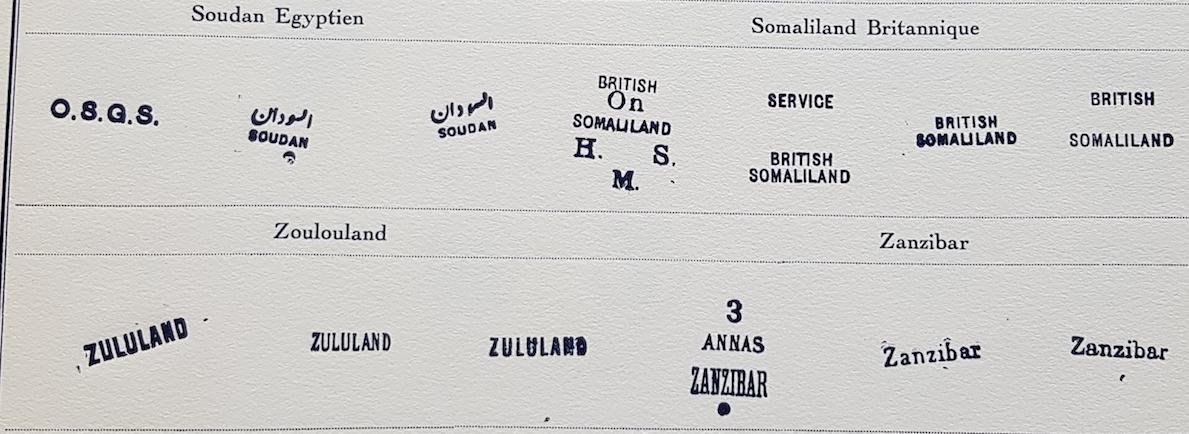 Soudan Egyptien
Somaliland Britannique
O.S.G.S.
السودان
SOUDAN
السودان
SOUDAN
BRITISH
On
SOMALILAND
H. S.
M.
SERVICE
BRITISH
SOMALILAND
BRITISH
SOMALILAND
BRITISH
SOMALILAND
Zoulouland
Zanzibar
ZULULAND
ZULULAND
ZULULAND
3
ANNAS
ZANZIBAR
Zanzibar
Zanzibar